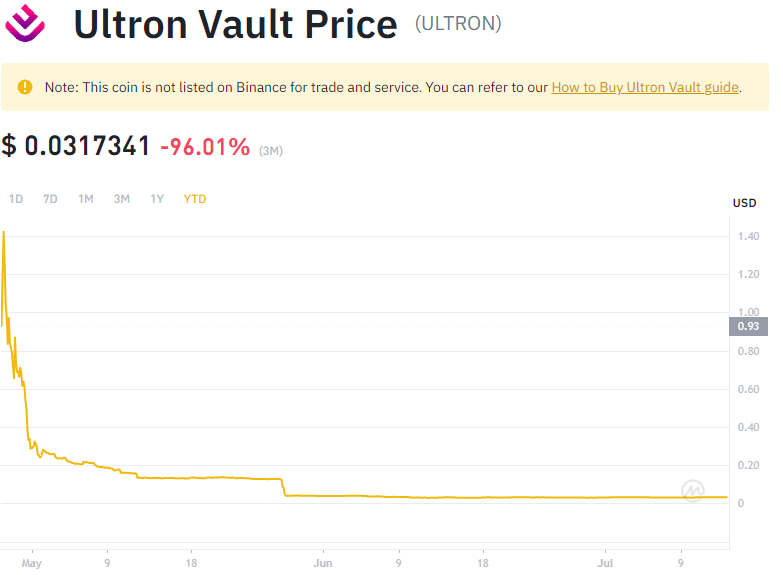 Ultron Vault Price (ULTRON)
Note: This coin is not listed on Binance for trade and service. You can refer to our How to Buy Ultron Vault guide.
$ 0.0317341 -96.01% (3M)
1D 7D 1M 3M 1Y YTD
USD
1.40
1.20
1.00
0.93
0.80
0.60
0.40
0.20
0
May 9 18 Jun 9 18 Jul 9